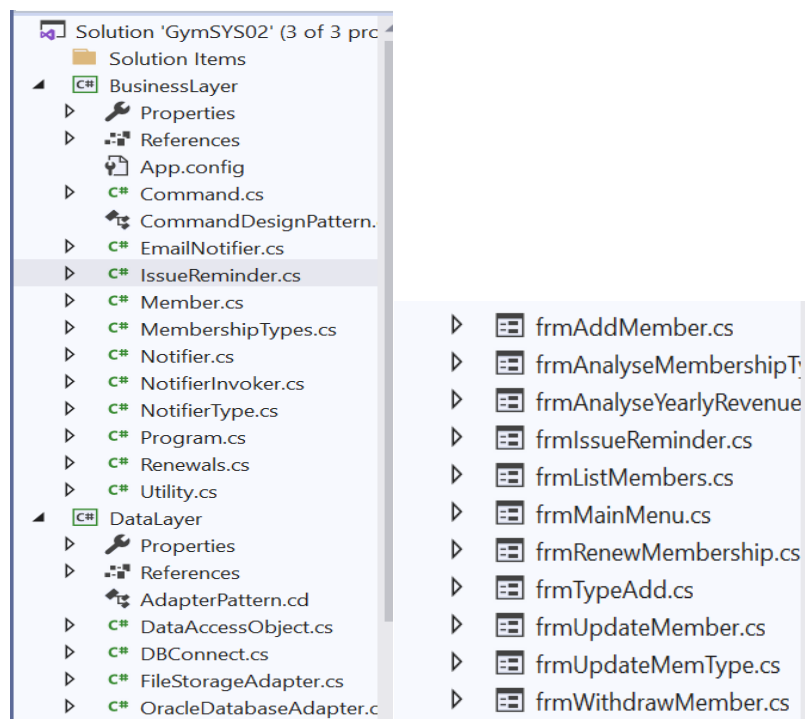 Solution 'GymSYS02' (3 of 3 prc
Solution Items
C# BusinessLayer
Properties
References
App.config
C# Command.cs
CommandDesignPattern.
C# EmailNotifier.cs
C# IssueReminder.cs
C# Member.cs
C# MembershipTypes.cs
C# Notifier.cs
C# NotifierInvoker.cs
C# NotifierType.cs
C# Program.cs
C# Renewals.cs
C# Utility.cs
C# DataLayer
Properties
References
AdapterPattern.cd
C# DataAccessObject.cs
C# DBConnect.cs
C# FileStorageAdapter.cs
C# OracleDatabaseAdapter.c
frmAddMember.cs
frmAnalyseMembershipTy
frmAnalyseYearlyRevenue
frmIssueReminder.cs
frmListMembers.cs
frmMainMenu.cs
frmRenewMembership.cs
frmTypeAdd.cs
frmUpdateMember.cs
frmUpdateMemType.cs
frmWithdrawMember.cs